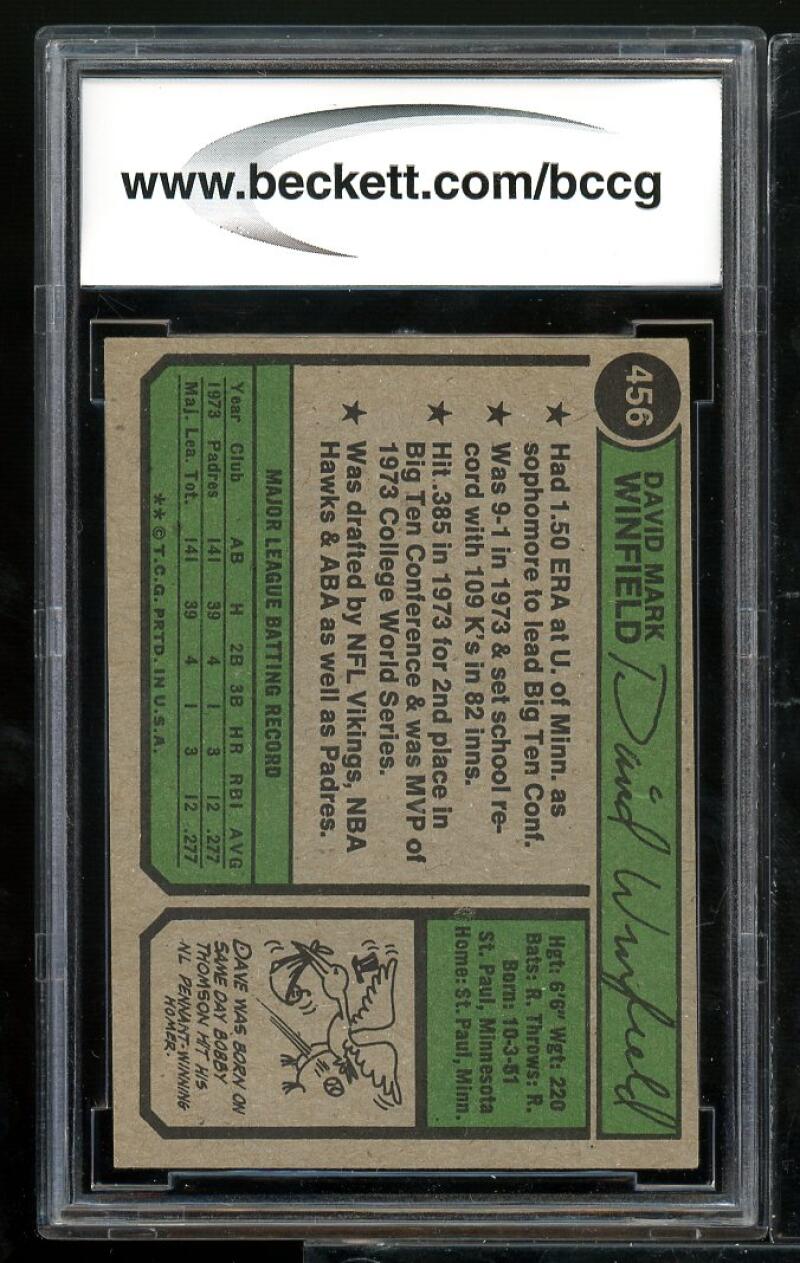 www.beckett.com/bccg
456
DAVID MARK
WINFIELD
David Winfield
★ Had 1.50 ERA at U. of Minn. as
sophomore to lead Big Ten Conf.
★ Was 9-1 in 1973 & set school re-
cord with 109 K's in 82 inns.
★ Hit .385 in 1973 for 2nd place in
Big Ten Conference & was MVP of
1973 College World Series.
★ Was drafted by NFL Vikings, NBA
Hawks & ABA as well as Padres.
MAJOR LEAGUE BATTING RECORD
Year Club AB H 2B 3B HR RBI AVG
1973 Padres 141 39 4 1 3 12 .277
Maj. Lea. Tot. 141 39 4 1 3 12 .277
**©T.C.G. PRTD. IN U.S.A.
Hgt: 6'6" Wgt: 220
Bats: R. Throws: R.
Born: 10-3-51
St. Paul, Minnesota
Home: St. Paul, Minn.
DAVE WAS BORN ON
SAME DAY BOBBY
THOMSON HIT HIS
NL PENNANT-WINNING
HOMER.